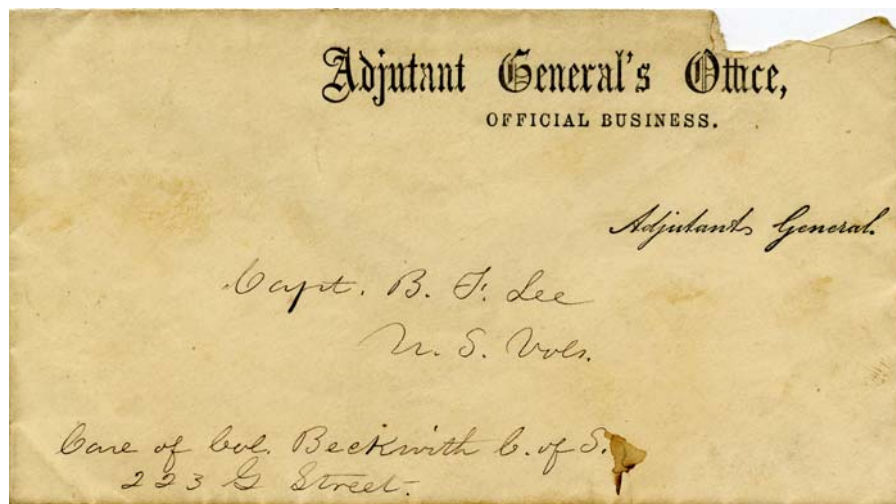 Adjutant General's Office,
OFFICIAL BUSINESS.
Adjutant General.
Capt. B. F. Lee
U. S. Vols.
Care of Col. Beckwith C. of S.
223 G Street.